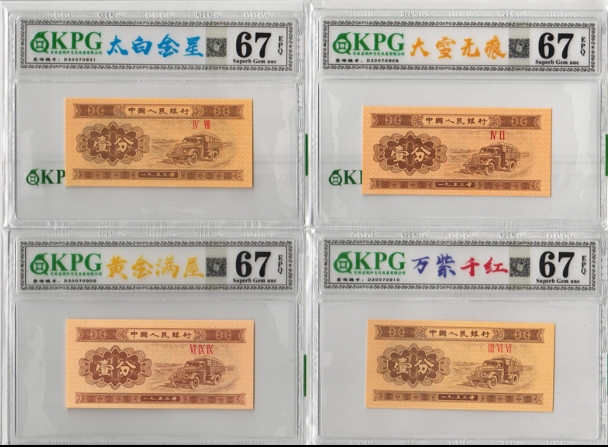 KPG 太白金星 67 EPQ
Superb Gem unc
中國人民銀行
IV VII
壹分
一九五三年
KPG
KPG 大雪无痕 67 EPQ
Superb Gem unc
中國人民銀行
IV II
壹分
一九五三年
KPG
KPG 黄金满屋 67 EPQ
Superb Gem unc
中國人民銀行
VI IX IX
壹分
一九五三年
KPG 万紫千红 67 EPQ
Superb Gem unc
中國人民銀行
III VI VI
壹分
一九五三年